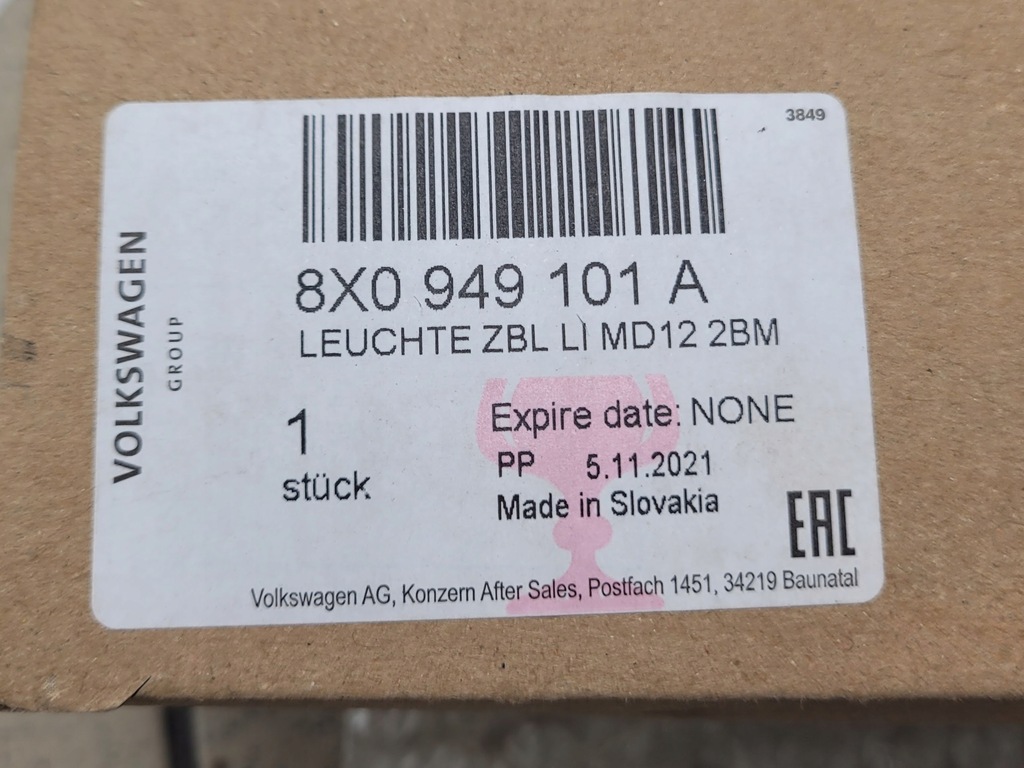 3849
VOLKSWAGEN
GROUP
8X0 949 101 A
LEUCHTE ZBL LI MD12 2BM
1
stück
Expire date: NONE
PP 5.11.2021
Made in Slovakia
EAC
Volkswagen AG, Konzern After Sales, Postfach 1451, 34219 Baunatal